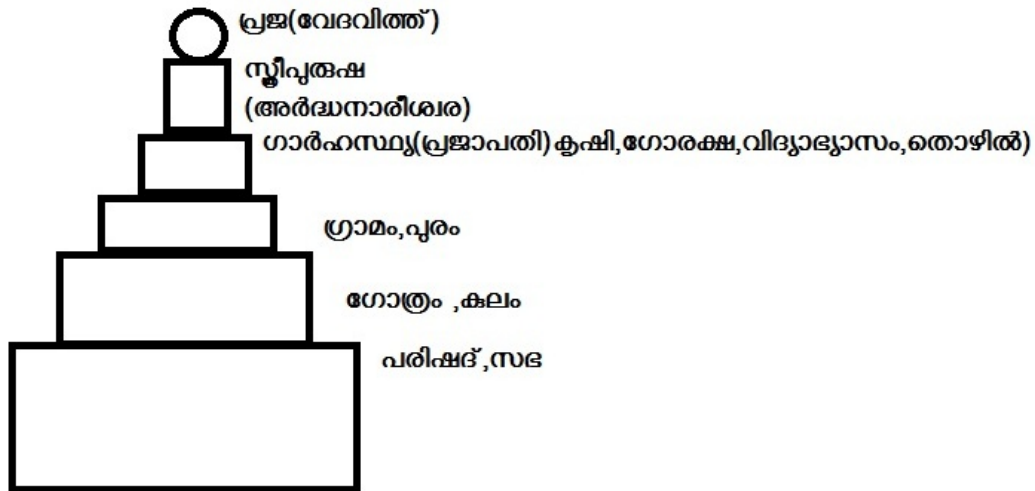 പ്രജ(വേദവിത്ത്)
സ്ത്രീപുരുഷ
(അർദ്ധനാരീശ്വര)
ഗാർഹസ്ഥ്യ(പ്രജാപതി)കൃഷി,ഗോരക്ഷ,വിദ്യാഭ്യാസം,തൊഴിൽ)
ഗ്രാമം,പുരം
ഗോത്രം ,കുലം
പരിഷദ്,സഭ